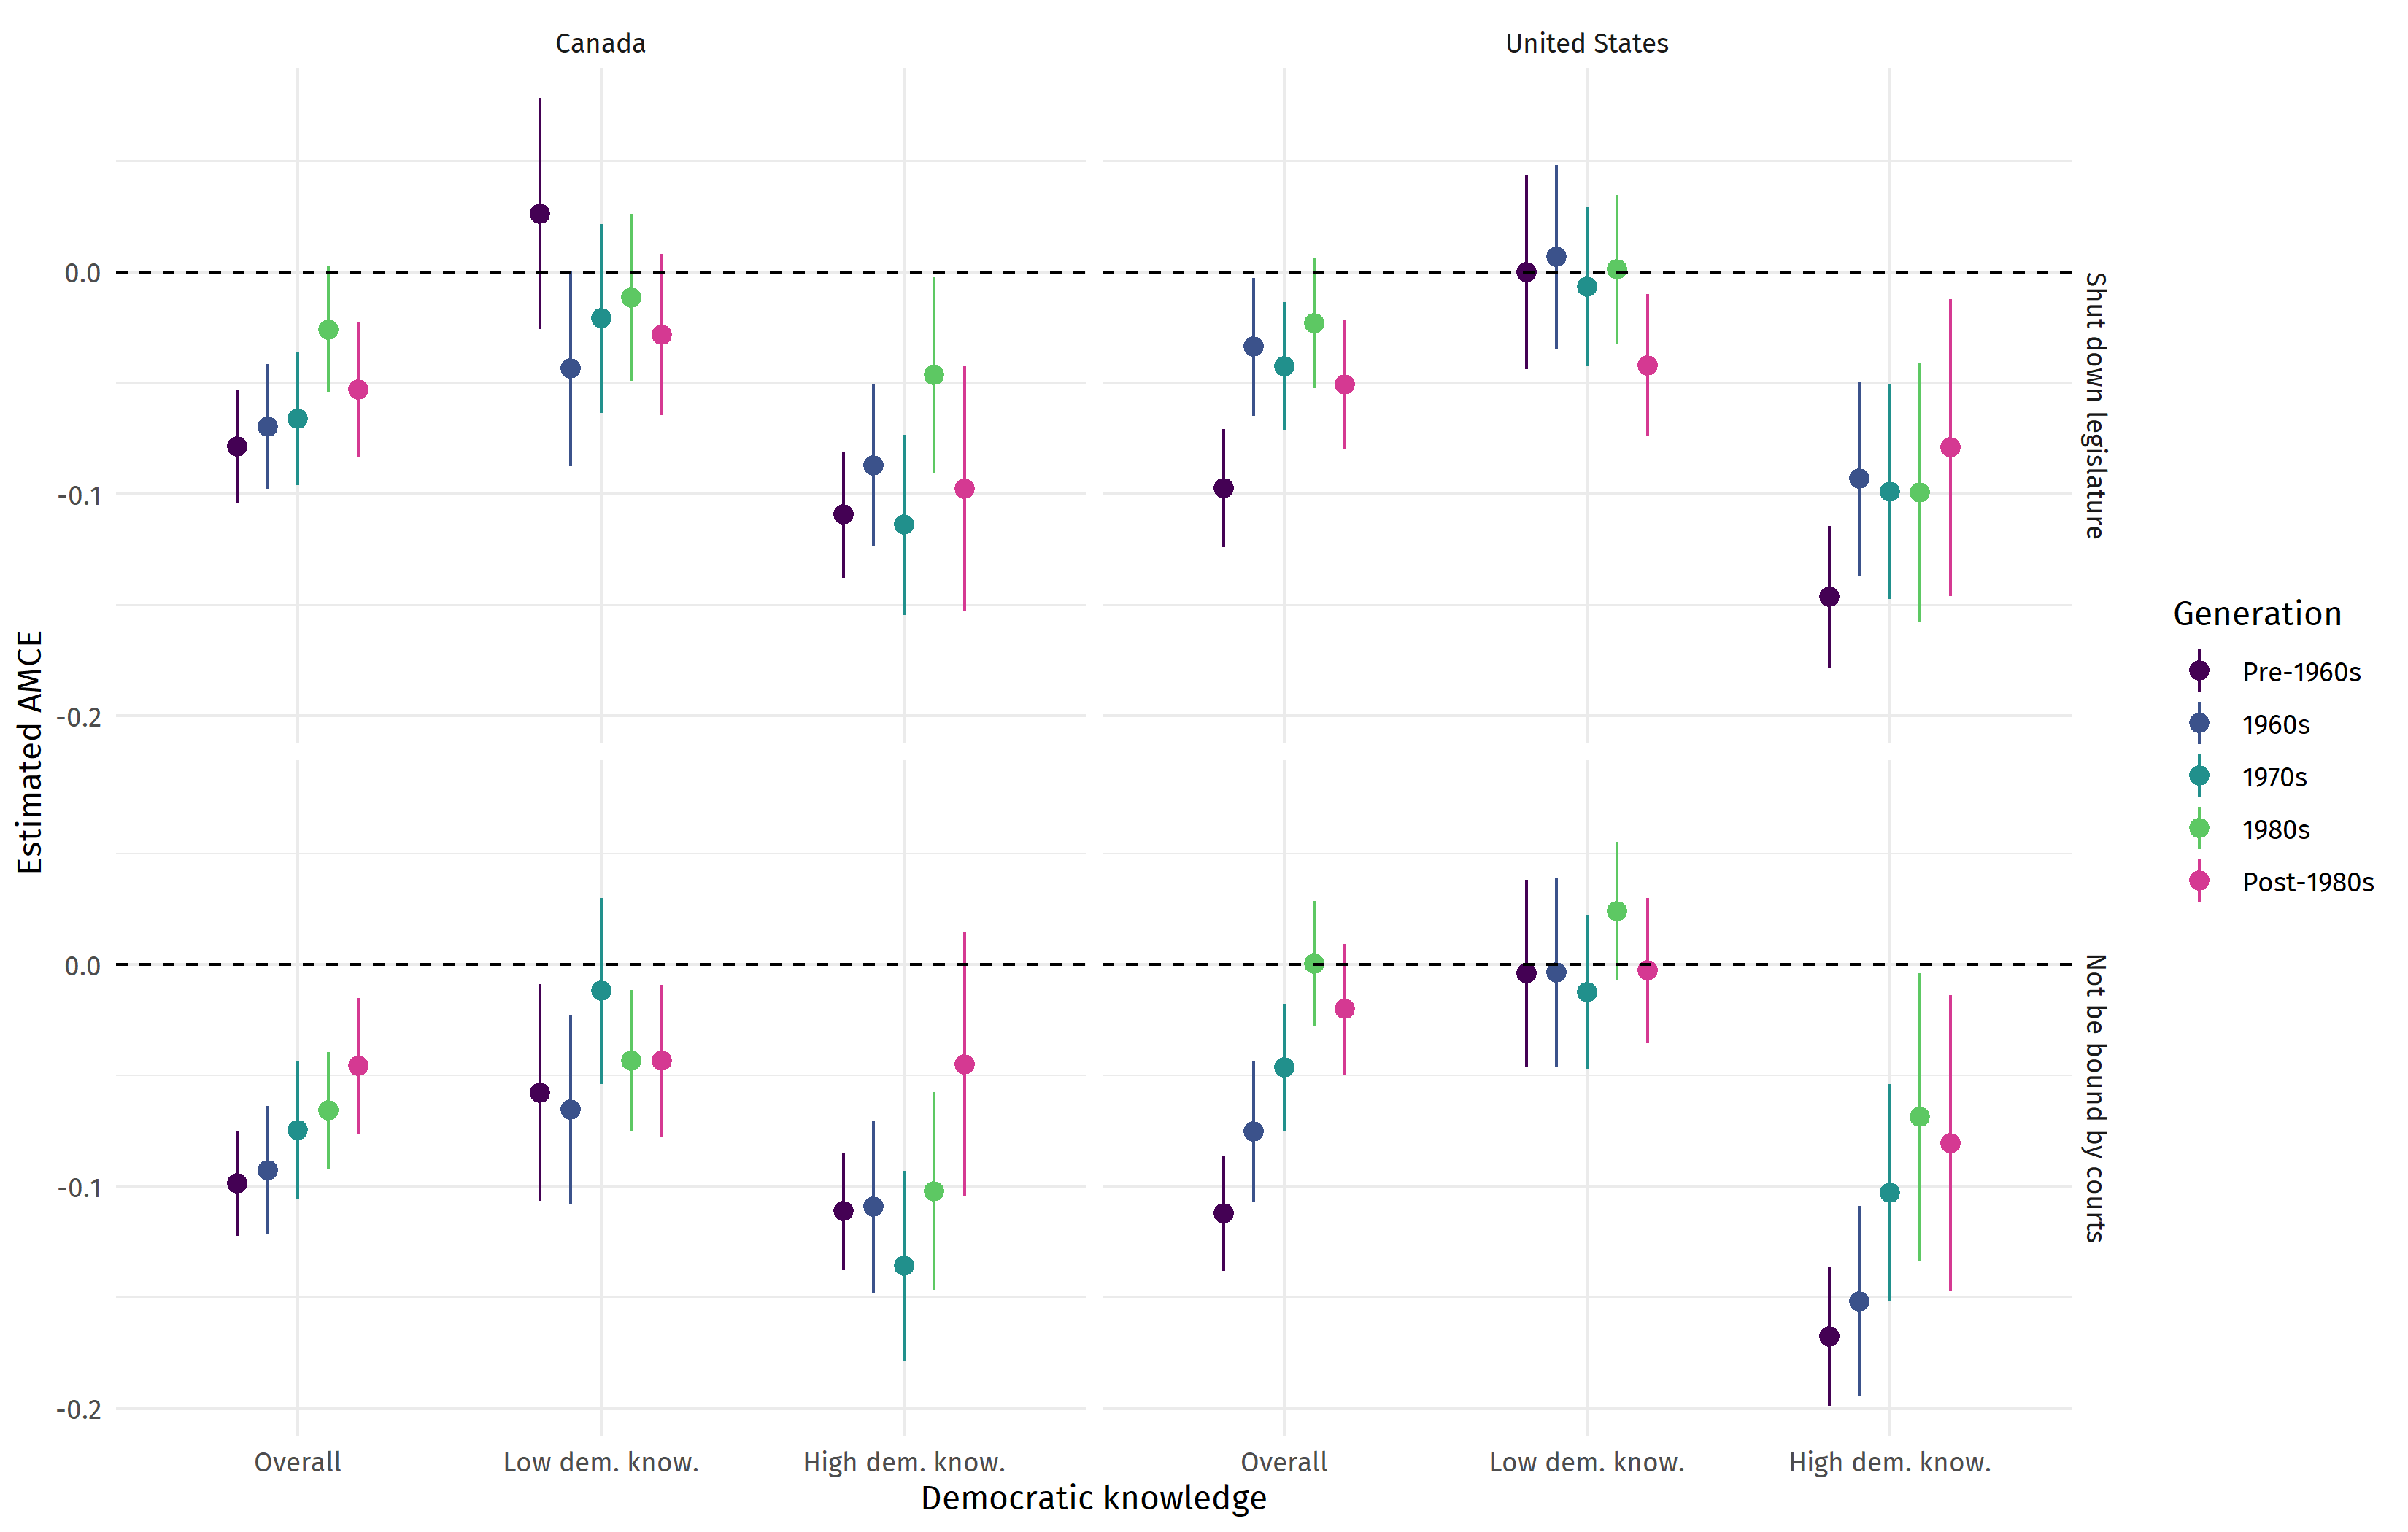 Canada
United States
0.0
-0.1
-0.2
Shut down legislature
Estimated AMCE
0.0
-0.1
-0.2
Not be bound by courts
Overall
Low dem. know.
High dem. know.
Overall
Low dem. know.
High dem. know.
Democratic knowledge
Generation
Pre-1960s
1960s
1970s
1980s
Post-1980s